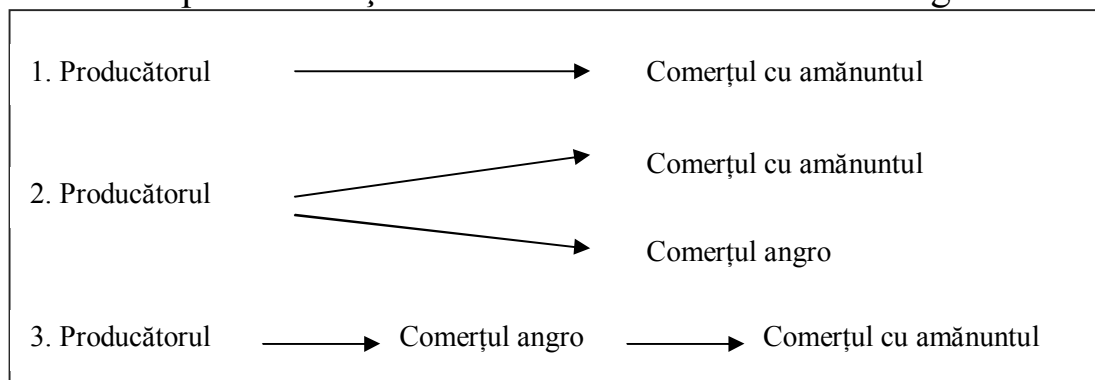 1. Producătorul Comerțul cu amănuntul
Comerțul cu amănuntul
2. Producătorul
Comerțul angro
3. Producătorul Comerțul angro Comerțul cu amănuntul